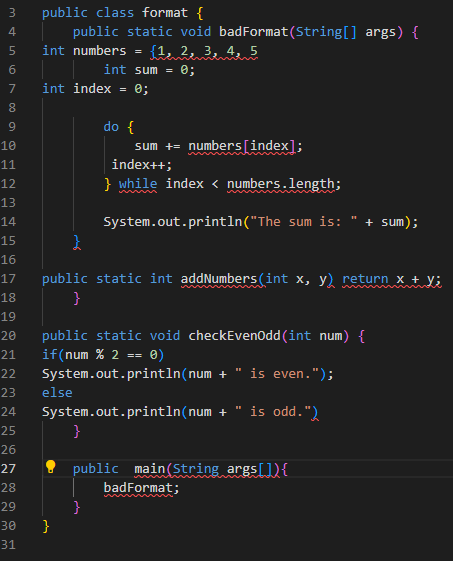 3 public class format {
4     public static void badFormat(String[] args) {
5 int numbers = {1, 2, 3, 4, 5
6         int sum = 0;
7 int index = 0;
8
9         do {
10             sum += numbers[index];
11          index++;
12         } while index < numbers.length;
13
14         System.out.println("The sum is: " + sum);
15     }
16
17 public static int addNumbers(int x, y) return x + y;
18     }
19
20 public static void checkEvenOdd(int num) {
21 if(num % 2 == 0)
22 System.out.println(num + " is even.");
23 else
24 System.out.println(num + " is odd.")
25     }
26
27     public  main(String args[]){
28         badFormat;
29     }
30 }
31